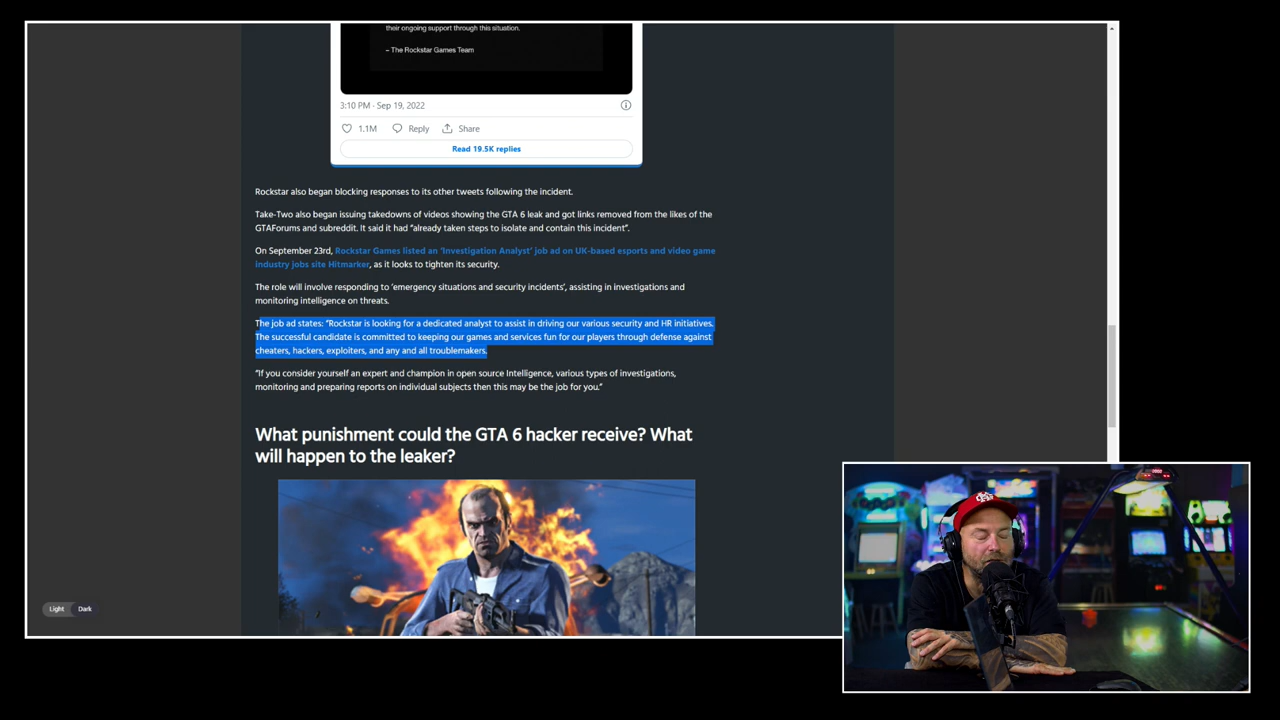 their ongoing support through this situation.
– The Rockstar Games Team
3:10 PM · Sep 19, 2022
1.1M Reply Share
Read 19.5K replies
Rockstar also began blocking responses to its other tweets following the incident.
Take-Two also began issuing takedowns of videos showing the GTA 6 leak and got links removed from the likes of the
GTAForums and subreddit. It said it had “already taken steps to isolate and contain this incident”.
On September 23rd, Rockstar Games listed an ‘Investigation Analyst’ job ad on UK-based esports and video game
industry jobs site Hitmarker, as it looks to tighten its security.
The role will involve responding to ‘emergency situations and security incidents’, assisting in investigations and
monitoring intelligence on threats.
The job ad states: “Rockstar is looking for a dedicated analyst to assist in driving our various security and HR initiatives.
The successful candidate is committed to keeping our games and services fun for our players through defense against
cheaters, hackers, exploiters, and any and all troublemakers.
“If you consider yourself an expert and champion in open source Intelligence, various types of investigations,
monitoring and preparing reports on individual subjects then this may be the job for you.”
What punishment could the GTA 6 hacker receive? What
will happen to the leaker?
Light Dark